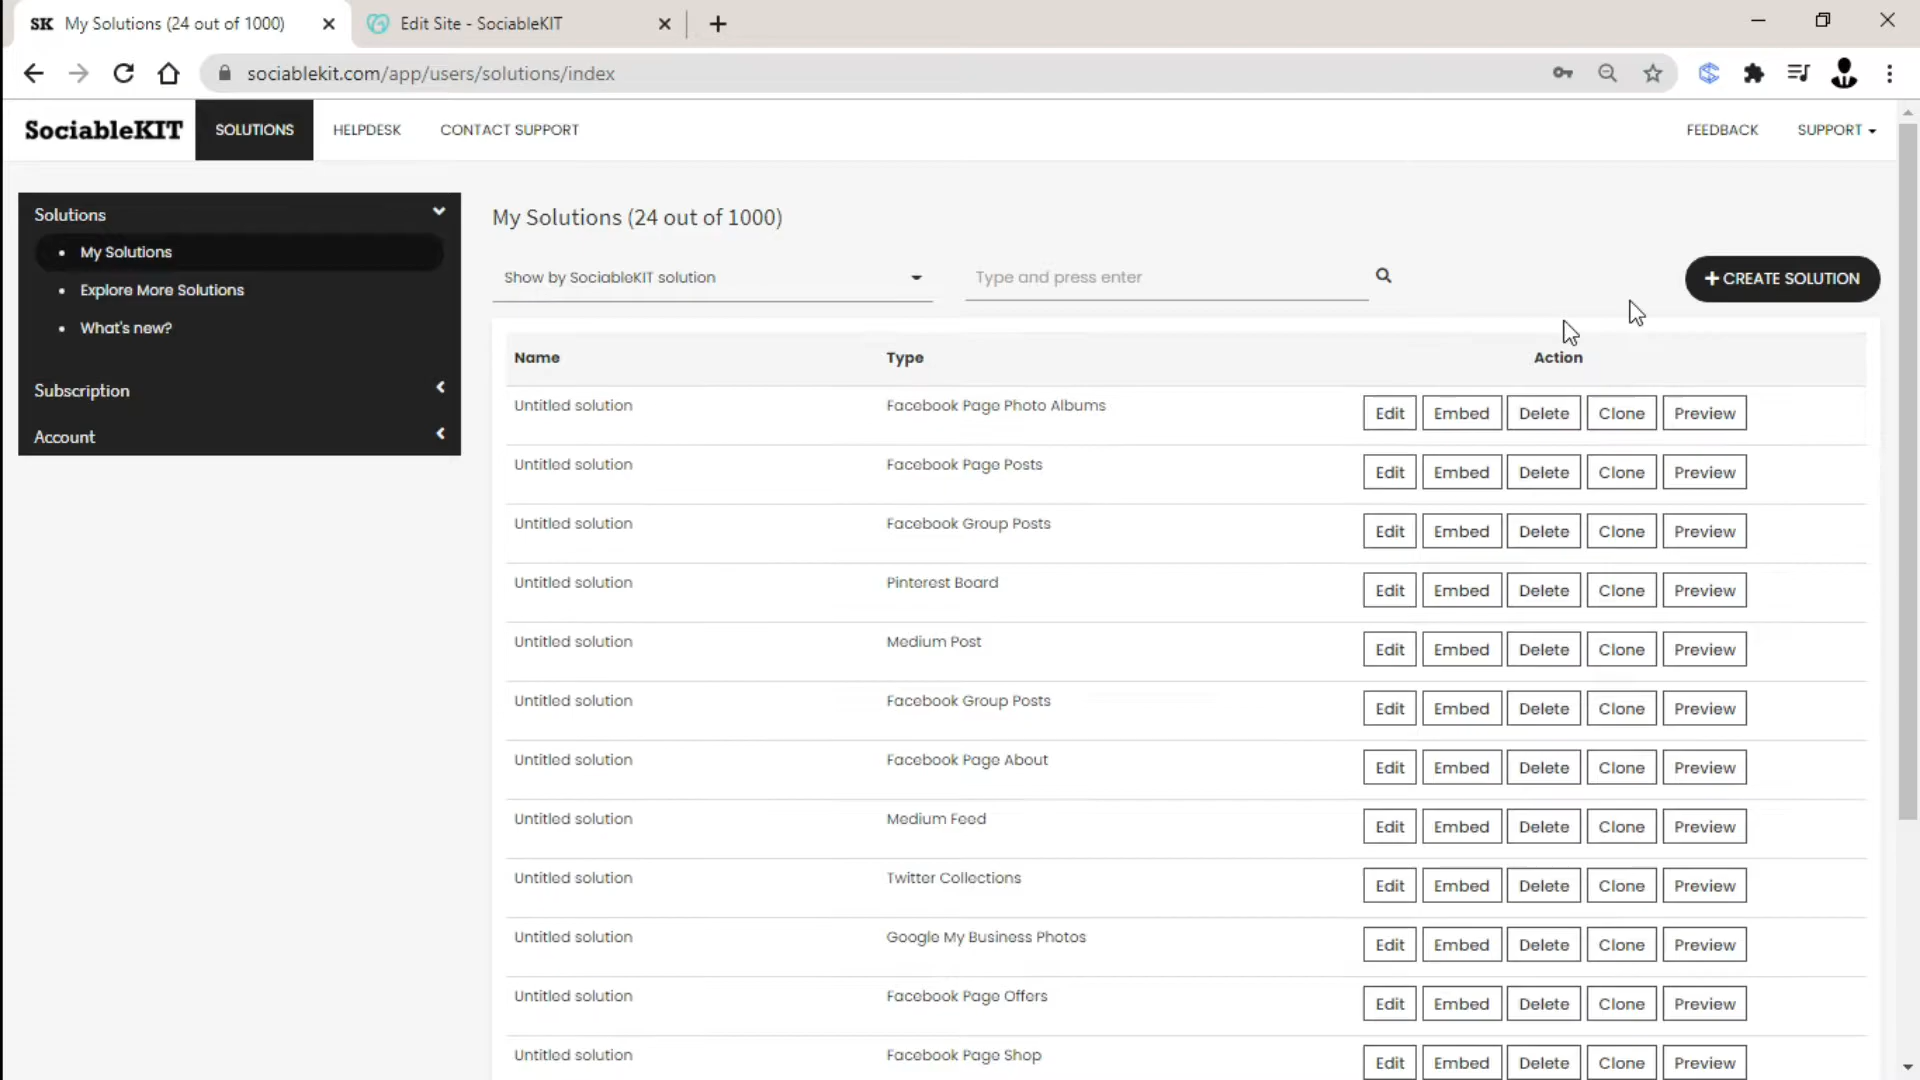 SK My Solutions (24 out of 1000)
Edit Site - SociableKIT
sociablekit.com/app/users/solutions/index
SociableKIT
SOLUTIONS
HELPDESK
CONTACT SUPPORT
FEEDBACK
SUPPORT
Solutions
My Solutions
Explore More Solutions
What's new?
Subscription
Account
My Solutions (24 out of 1000)
Show by SociableKIT solution
Type and press enter
+ CREATE SOLUTION
Name Type Action
Untitled solution Facebook Page Photo Albums Edit Embed Delete Clone Preview
Untitled solution Facebook Page Posts Edit Embed Delete Clone Preview
Untitled solution Facebook Group Posts Edit Embed Delete Clone Preview
Untitled solution Pinterest Board Edit Embed Delete Clone Preview
Untitled solution Medium Post Edit Embed Delete Clone Preview
Untitled solution Facebook Group Posts Edit Embed Delete Clone Preview
Untitled solution Facebook Page About Edit Embed Delete Clone Preview
Untitled solution Medium Feed Edit Embed Delete Clone Preview
Untitled solution Twitter Collections Edit Embed Delete Clone Preview
Untitled solution Google My Business Photos Edit Embed Delete Clone Preview
Untitled solution Facebook Page Offers Edit Embed Delete Clone Preview
Untitled solution Facebook Page Shop Edit Embed Delete Clone Preview